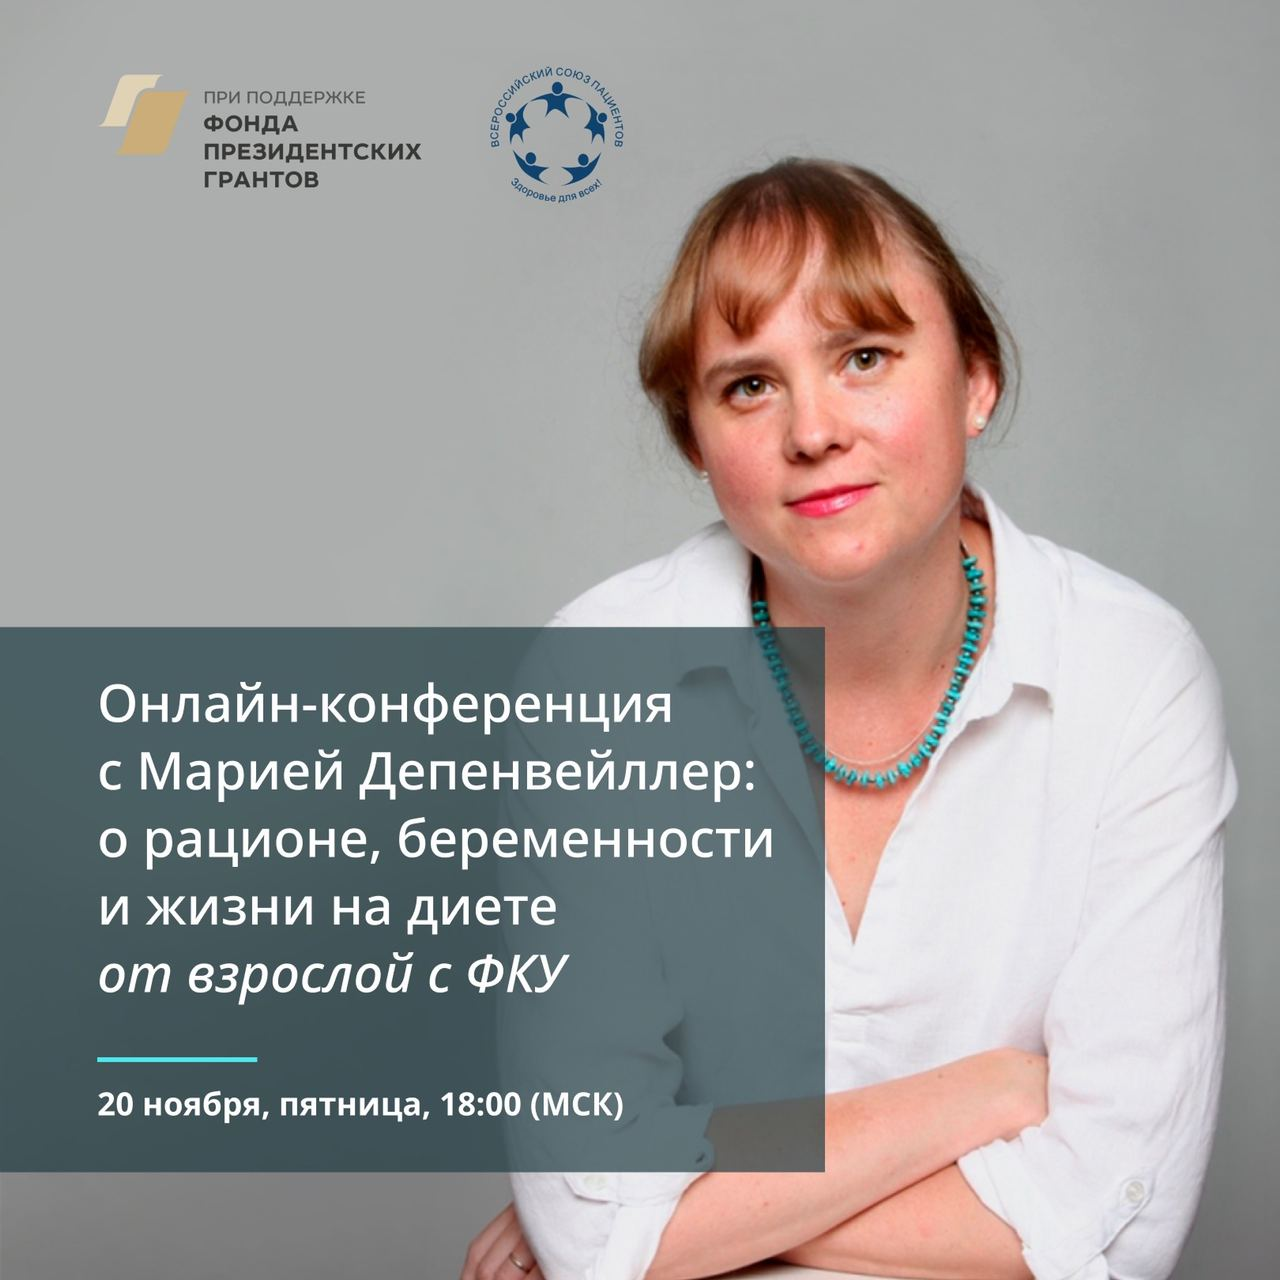 ПРИ ПОДДЕРЖКЕ
ФОНДА
ПРЕЗИДЕНТСКИХ
ГРАНТОВ
ВСЕРОССИЙСКИЙ СОЮЗ ПАЦИЕНТОВ
Здоровье для всех!
Онлайн-конференция
с Марией Депенвейллер:
о рационе, беременности
и жизни на диете
от взрослой с ФКУ
20 ноября, пятница, 18:00 (МСК)